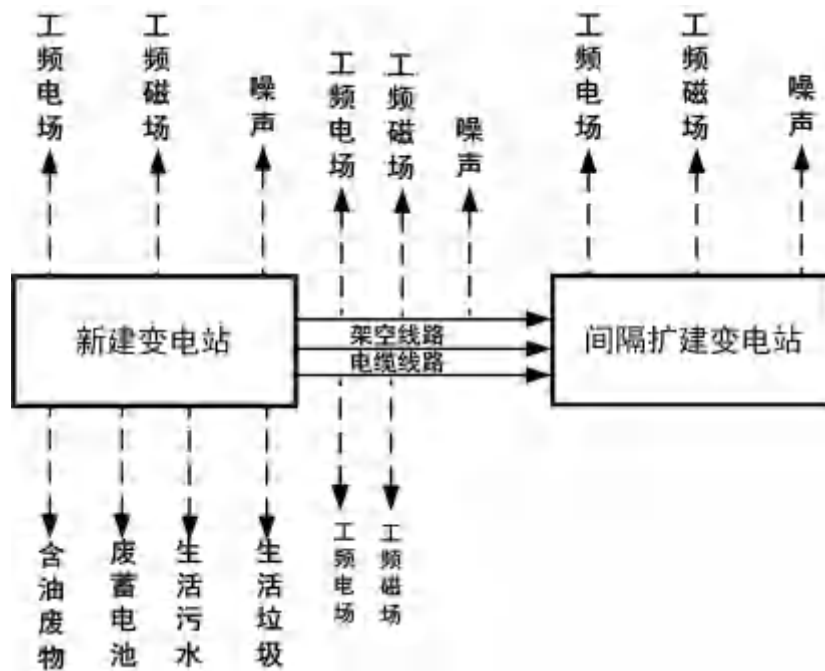 工频电场
工频磁场
噪声
工频电场
工频磁场
噪声
工频电场
工频磁场
噪声
新建变电站
架空线路
电缆线路
间隔扩建变电站
含油废物
废蓄电池
生活污水
生活垃圾
工频电场
工频磁场